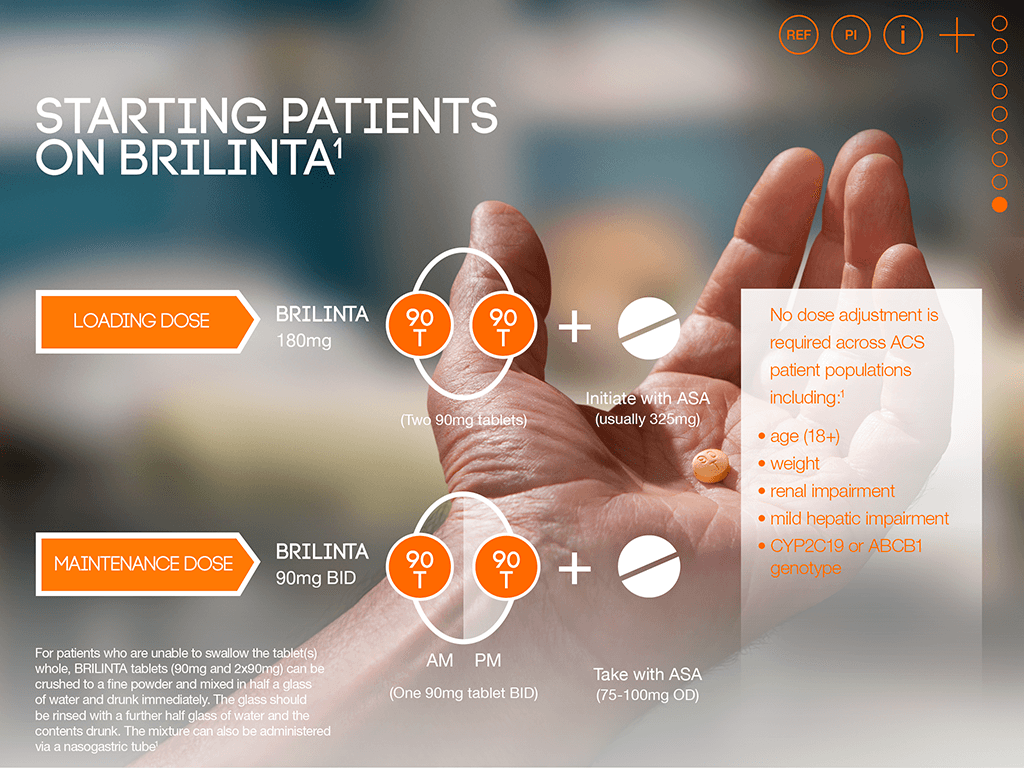 REF PI i
STARTING PATIENTS
ON BRILINTA¹
LOADING DOSE
BRILINTA
180mg
90
T
90
T
(Two 90mg tablets)
Initiate with ASA
(usually 325mg)
No dose adjustment is
required across ACS
patient populations
including:¹
• age (18+)
• weight
• renal impairment
• mild hepatic impairment
• CYP2C19 or ABCB1
genotype
MAINTENANCE DOSE
BRILINTA
90mg BID
90
T
90
T
AM PM
(One 90mg tablet BID)
Take with ASA
(75-100mg OD)
For patients who are unable to swallow the tablet(s)
whole, BRILINTA tablets (90mg and 2x90mg) can be
crushed to a fine powder and mixed in half a glass
of water and drunk immediately. The glass should
be rinsed with a further half glass of water and the
contents drunk. The mixture can also be administered
via a nasogastric tube¹